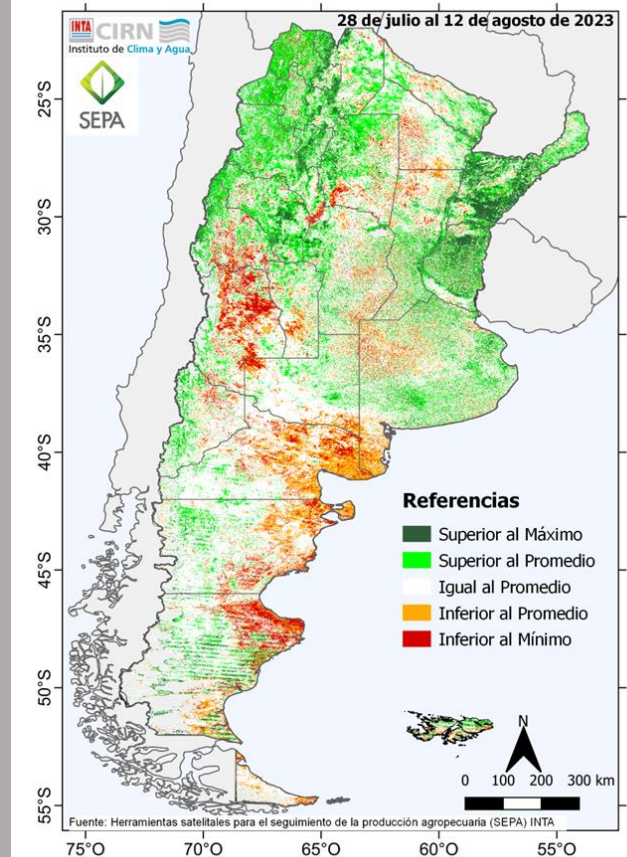 INTA CIRN
Instituto de Clima y Agua
SEPA
28 de julio al 12 de agosto de 2023
25°S
30°S
35°S
40°S
45°S
50°S
55°S
Referencias
Superior al Máximo
Superior al Promedio
Igual al Promedio
Inferior al Promedio
Inferior al Mínimo
N
0 100 200 300 km
Fuente: Herramientas satelitales para el seguimiento de la producción agropecuaria (SEPA) INTA
75°O 70°O 65°O 60°O 55°O